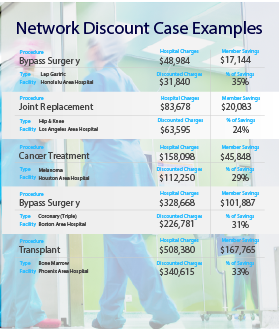 Network Discount Case Examples
Procedure Hospital Charges Member Savings
Bypass Surgery $48,984 $17,144
Type Lap Gastric Discounted Charges % of Savings
Facility Honolulu Area Hospital $31,840 35%
Procedure Hospital Charges Member Savings
Joint Replacement $83,678 $20,083
Type Hip & Knee Discounted Charges % of Savings
Facility Los Angeles Area Hospital $63,595 24%
Procedure Hospital Charges Member Savings
Cancer Treatment $158,098 $45,848
Type Melanoma Discounted Charges % of Savings
Facility Houston Area Hospital $112,250 29%
Procedure Hospital Charges Member Savings
Bypass Surgery $328,668 $101,887
Type Coronary (Triple) Discounted Charges % of Savings
Facility Boston Area Hospital $226,781 31%
Procedure Hospital Charges Member Savings
Transplant $508,380 $167,765
Type Bone Marrow Discounted Charges % of Savings
Facility Phoenix Area Hospital $340,615 33%